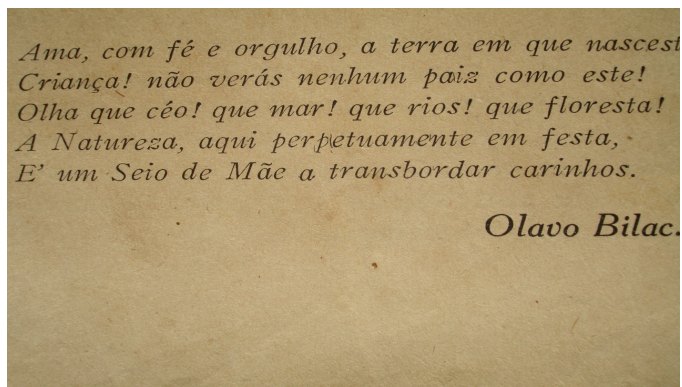 Ama, com fé e orgulho, a terra em que nascest
Criança! não verás nenhum paiz como este!
Olha que céo! que mar! que rios! que floresta!
A Natureza, aqui perpetuamente em festa,
E' um Seio de Mãe a transbordar carinhos.
Olavo Bilac.